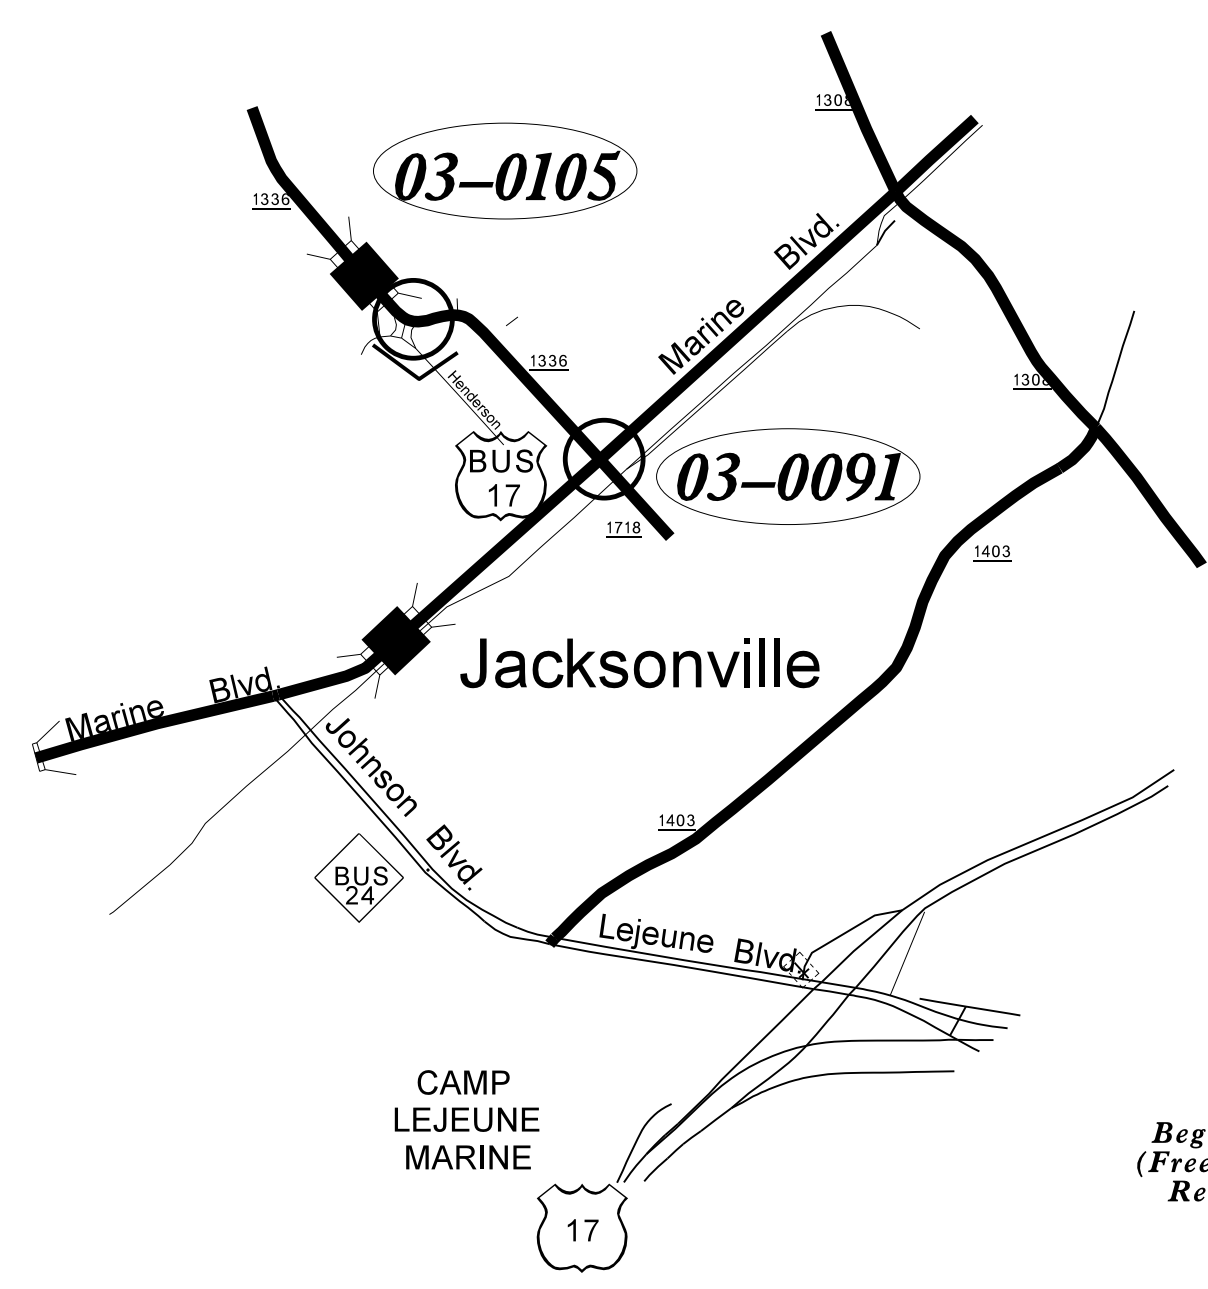 1308
03-0105
1336
Blvd.
Marine
1336
1308
Henderson
BUS
17
03-0091
1718
1403
Jacksonville
Marine Blvd.
Johnson Blvd.
1403
BUS
24
Lejeune Blvd.
CAMP
LEJEUNE
MARINE
Beg
(Free
Re
17